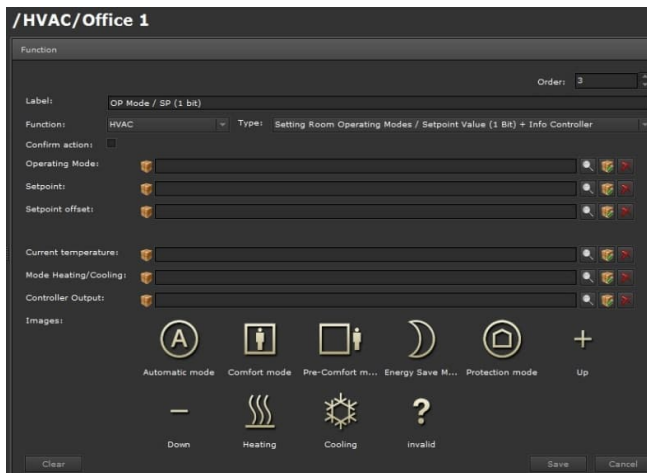 /HVAC/Office 1
Function
Order: 3
Label: OP Mode / SP (1 bit)
Function: HVAC Type: Setting Room Operating Modes / Setpoint Value (1 Bit) + Info Controller
Confirm action:
Operating Mode:
Setpoint:
Setpoint offset:
Current temperature:
Mode Heating/Cooling:
Controller Output:
Images:
A
Automatic mode Comfort mode Pre-Comfort m... Energy Save M... Protection mode Up
?
Down Heating Cooling invalid
Clear Save Cancel